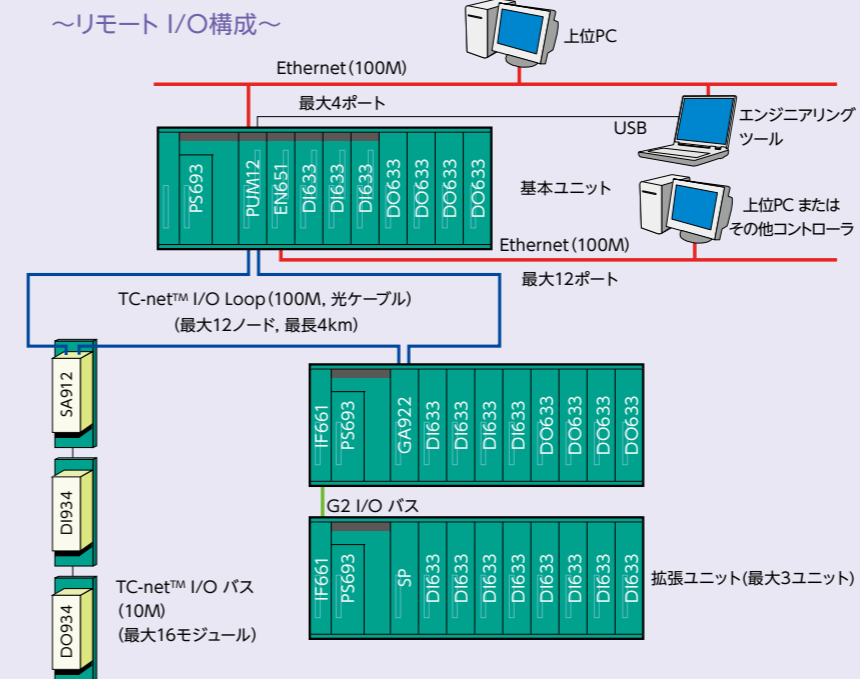 ～リモート I/O構成～
上位PC
Ethernet(100M)
最大4ポート
USB
エンジニアリング
ツール
PS693
PUM12
EN651
DI633
DI633
DI633
DO633
DO633
DO633
DO633
基本ユニット
上位PC または
その他コントローラ
Ethernet(100M)
最大12ポート
TC-net™ I/O Loop(100M, 光ケーブル)
(最大12ノード, 最長4km)
SA912
DI934
DO934
TC-net™ I/O バス
(10M)
(最大16モジュール)
IF661
PS693
GA922
DI633
DI633
DI633
DI633
DO633
DO633
DO633
DO633
G2 I/O バス
IF661
PS693
SP
DI633
DI633
DI633
DI633
DI633
DI633
DI633
DI633
拡張ユニット(最大3ユニット)